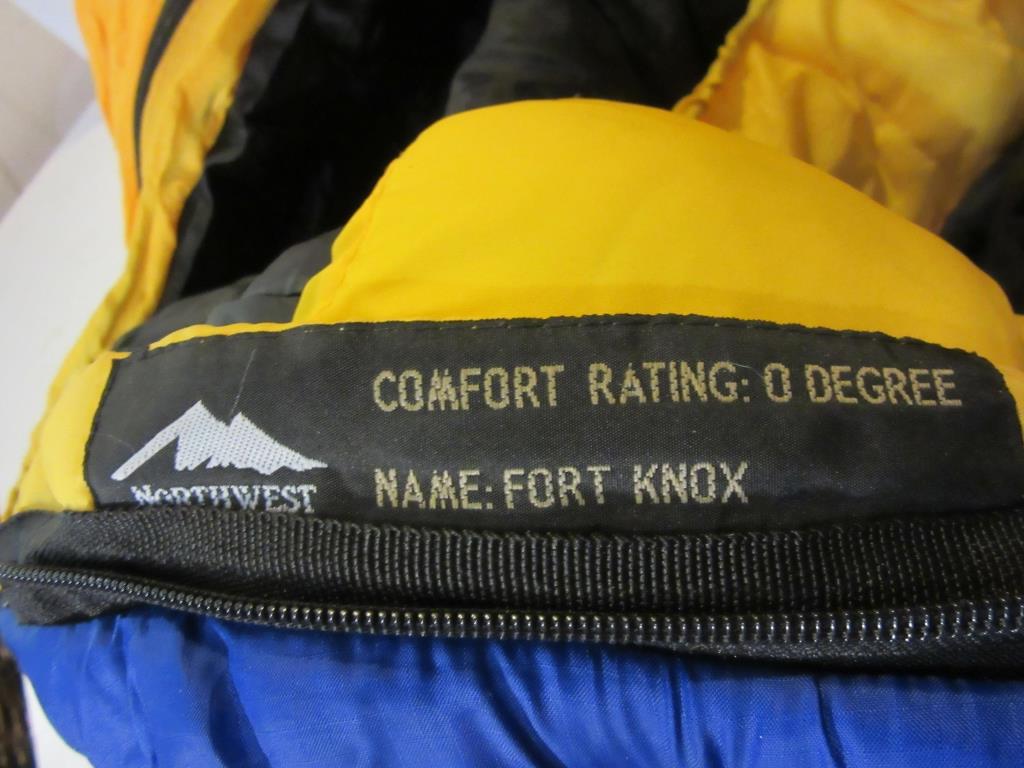 COMFORT RATING: 0 DEGREE
NAME: FORT KNOX
NORTHWEST